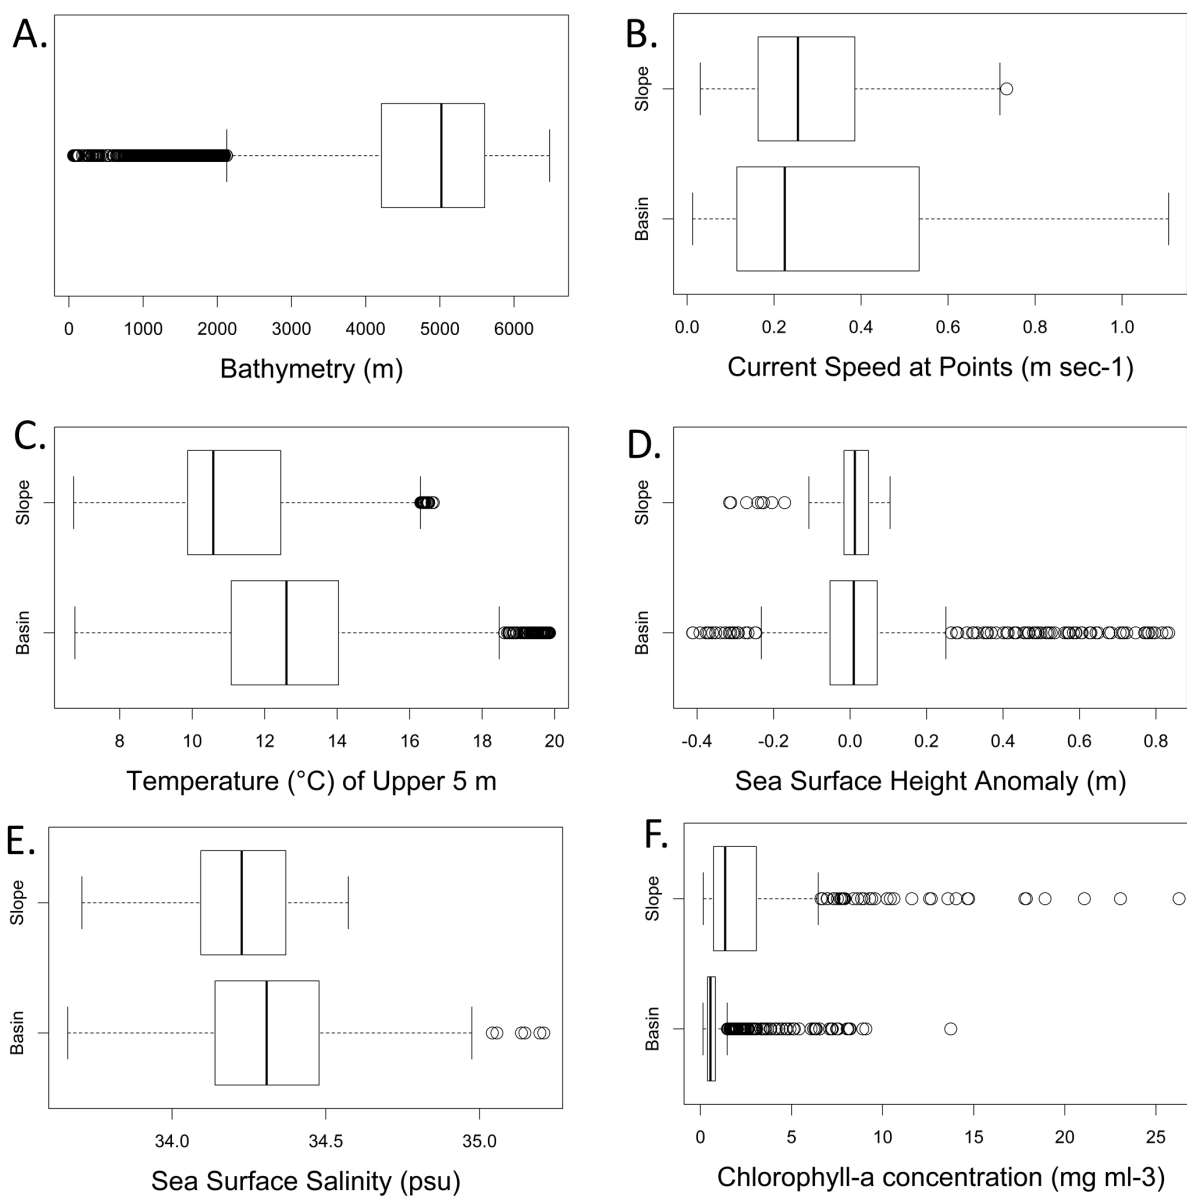 A.
0 1000 2000 3000 4000 5000 6000
Bathymetry (m)
B.
Slope
Basin
0.0 0.2 0.4 0.6 0.8 1.0
Current Speed at Points (m sec-1)
C.
Slope
Basin
8 10 12 14 16 18 20
Temperature (°C) of Upper 5 m
D.
Slope
Basin
-0.4 -0.2 0.0 0.2 0.4 0.6 0.8
Sea Surface Height Anomaly (m)
E.
Slope
Basin
34.0 34.5 35.0
Sea Surface Salinity (psu)
F.
Slope
Basin
0 5 10 15 20 25
Chlorophyll-a concentration (mg ml-3)